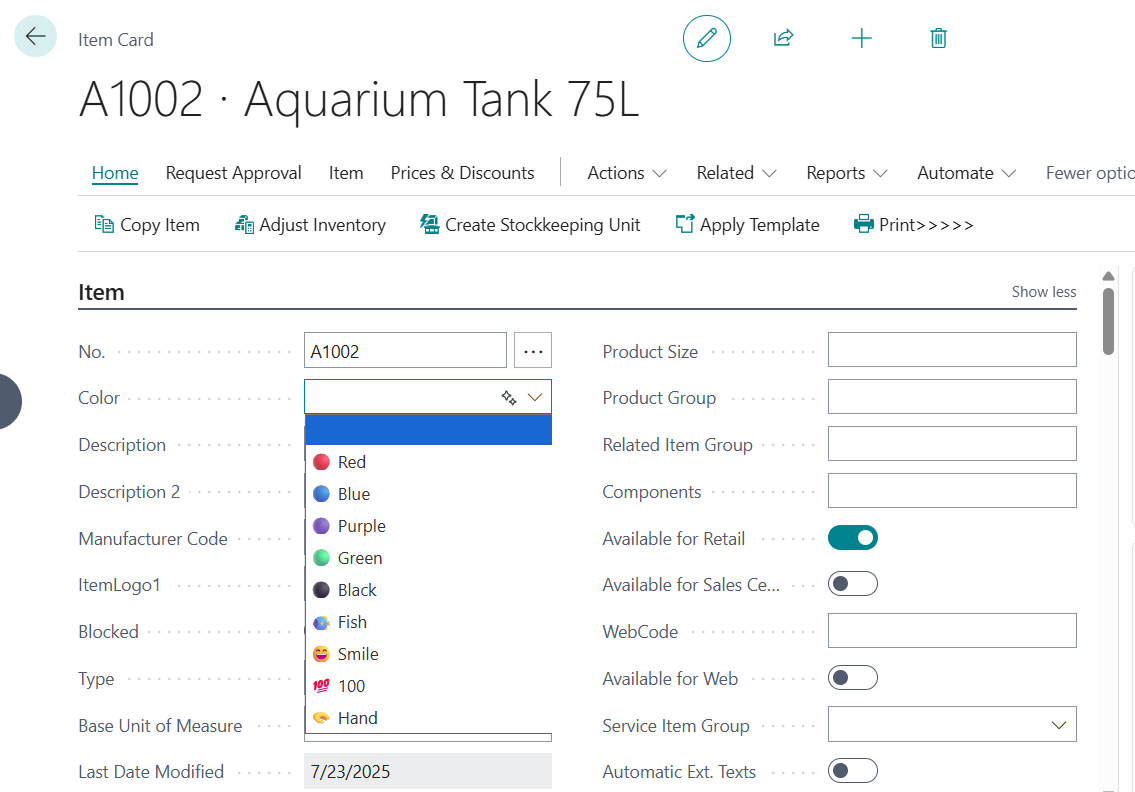 Item Card
A1002 · Aquarium Tank 75L
Home Request Approval Item Prices & Discounts Actions Related Reports Automate Fewer optio
Copy Item Adjust Inventory Create Stockkeeping Unit Apply Template Print>>>>>
Item Show less
No. A1002 ...
Color
Red
Blue
Purple
Green
Black
Fish
Smile
💯 100
Hand
Description
Description 2
Manufacturer Code
ItemLogo1
Blocked
Type
Base Unit of Measure
Last Date Modified 7/23/2025
Product Size
Product Group
Related Item Group
Components
Available for Retail
Available for Sales Ce...
WebCode
Available for Web
Service Item Group
Automatic Ext. Texts